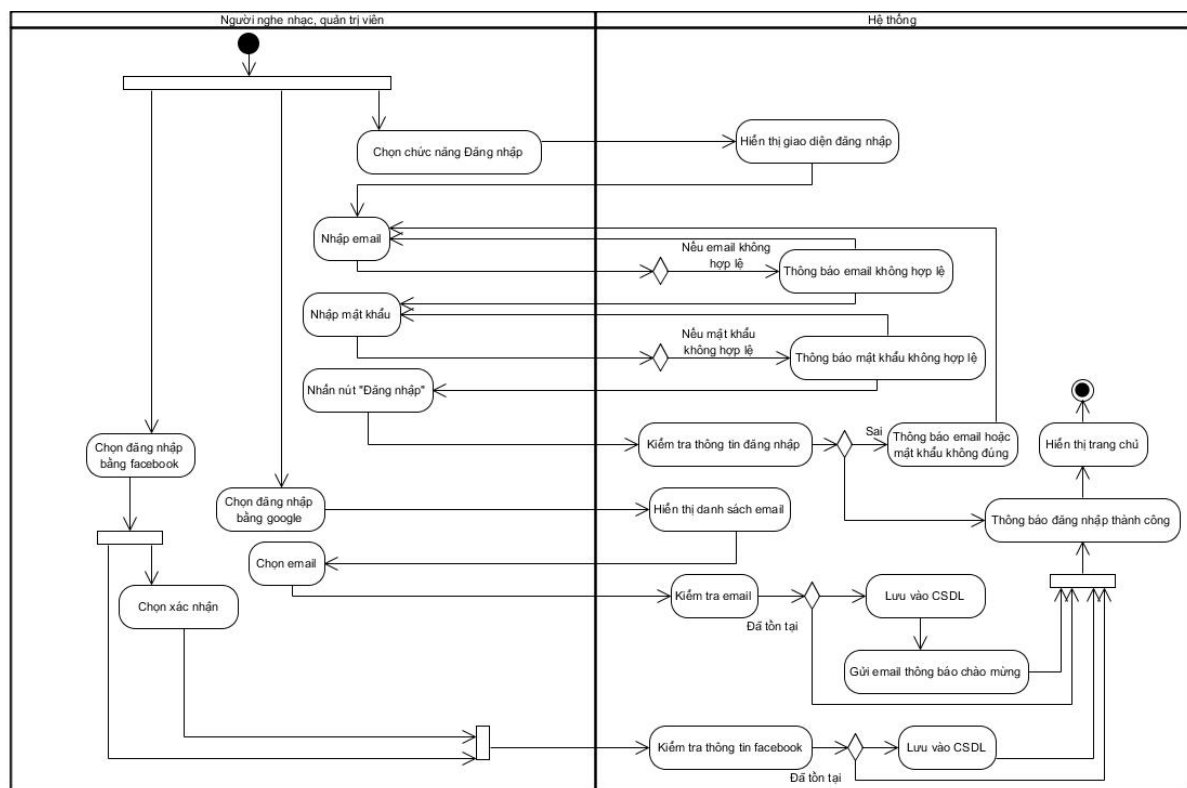 Người nghe nhạc, quản trị viên
Hệ thống
Chọn chức năng Đăng nhập
Hiển thị giao diện đăng nhập
Nhập email
Nếu email không
hợp lệ
Thông báo email không hợp lệ
Nhập mật khẩu
Nếu mật khẩu
không hợp lệ
Thông báo mật khẩu không hợp lệ
Nhấn nút "Đăng nhập"
Chọn đăng nhập
bằng facebook
Kiểm tra thông tin đăng nhập
Sai
Thông báo email hoặc
mật khẩu không đúng
Hiển thị trang chủ
Chọn đăng nhập
bằng google
Hiển thị danh sách email
Thông báo đăng nhập thành công
Chọn email
Chọn xác nhận
Kiểm tra email
Đã tồn tại
Lưu vào CSDL
Gửi email thông báo chào mừng
Kiểm tra thông tin facebook
Đã tồn tại
Lưu vào CSDL